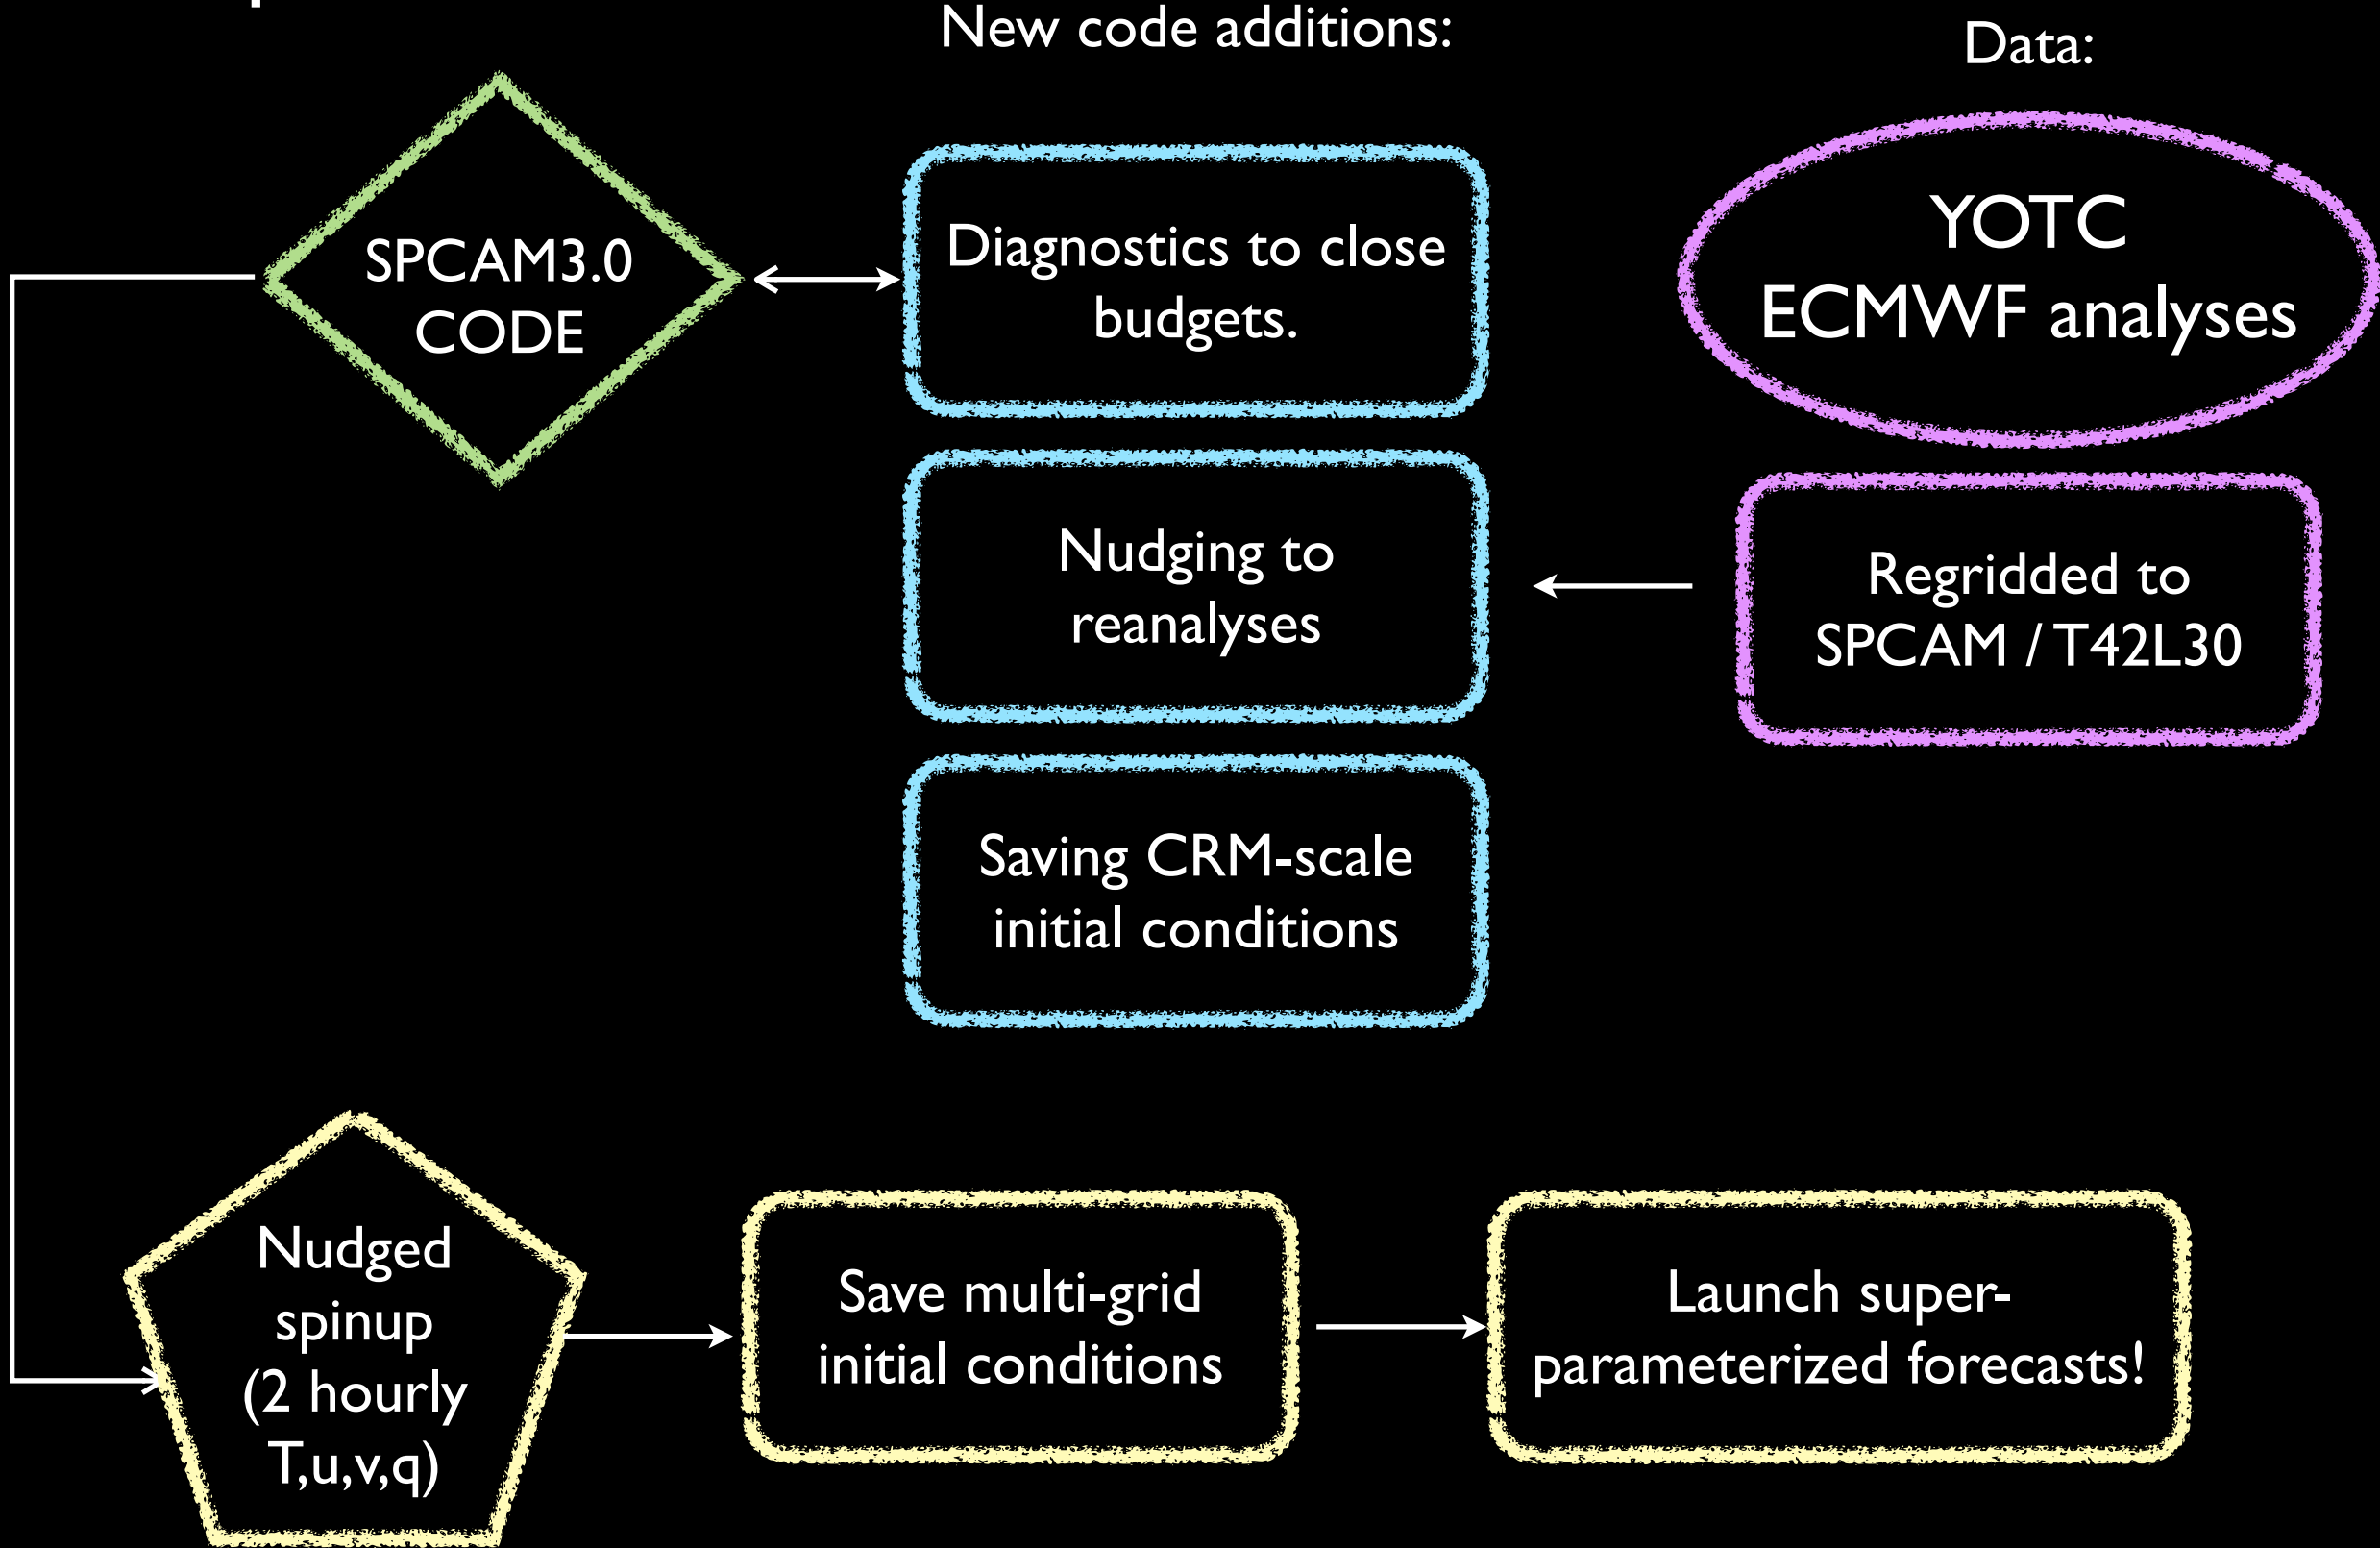 New code additions:
Data:
SPCAM3.0
CODE
Diagnostics to close
budgets.
YOTC
ECMWF analyses
Nudging to
reanalyses
Regridded to
SPCAM / T42L30
Saving CRM-scale
initial conditions
Nudged
spinup
(2 hourly
T,u,v,q)
Save multi-grid
initial conditions
Launch super-
parameterized forecasts!